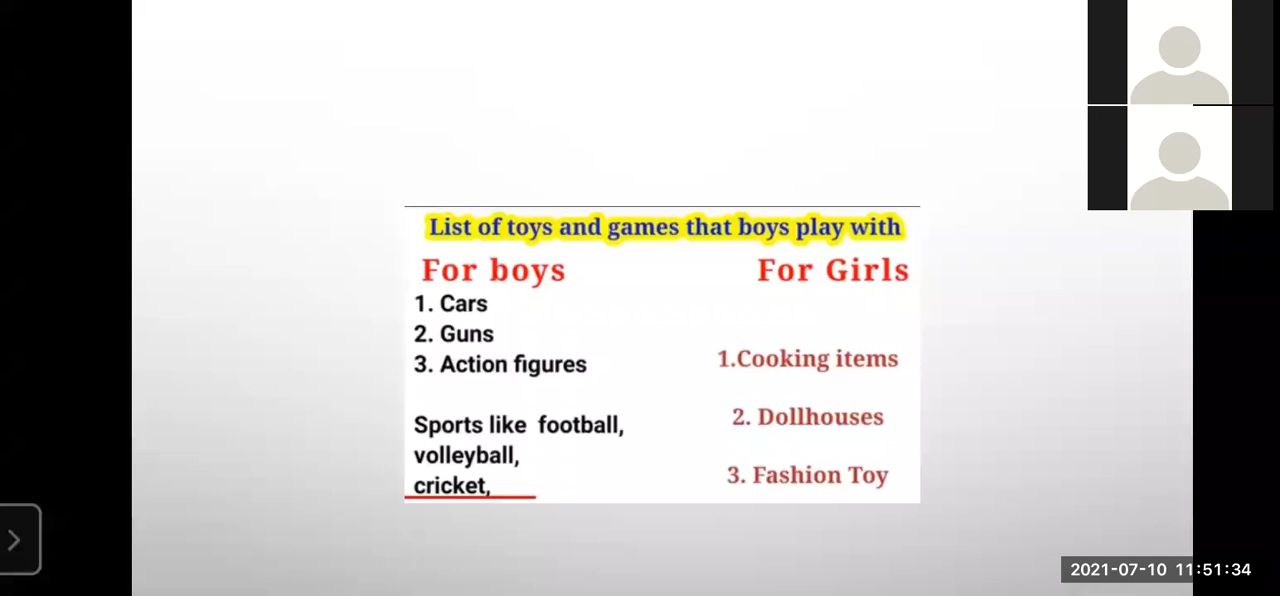 List of toys and games that boys play with
For boys
1. Cars
2. Guns
3. Action figures
Sports like football,
volleyball,
cricket,
For Girls
1.Cooking items
2. Dollhouses
3. Fashion Toy
2021-07-10 11:51:34